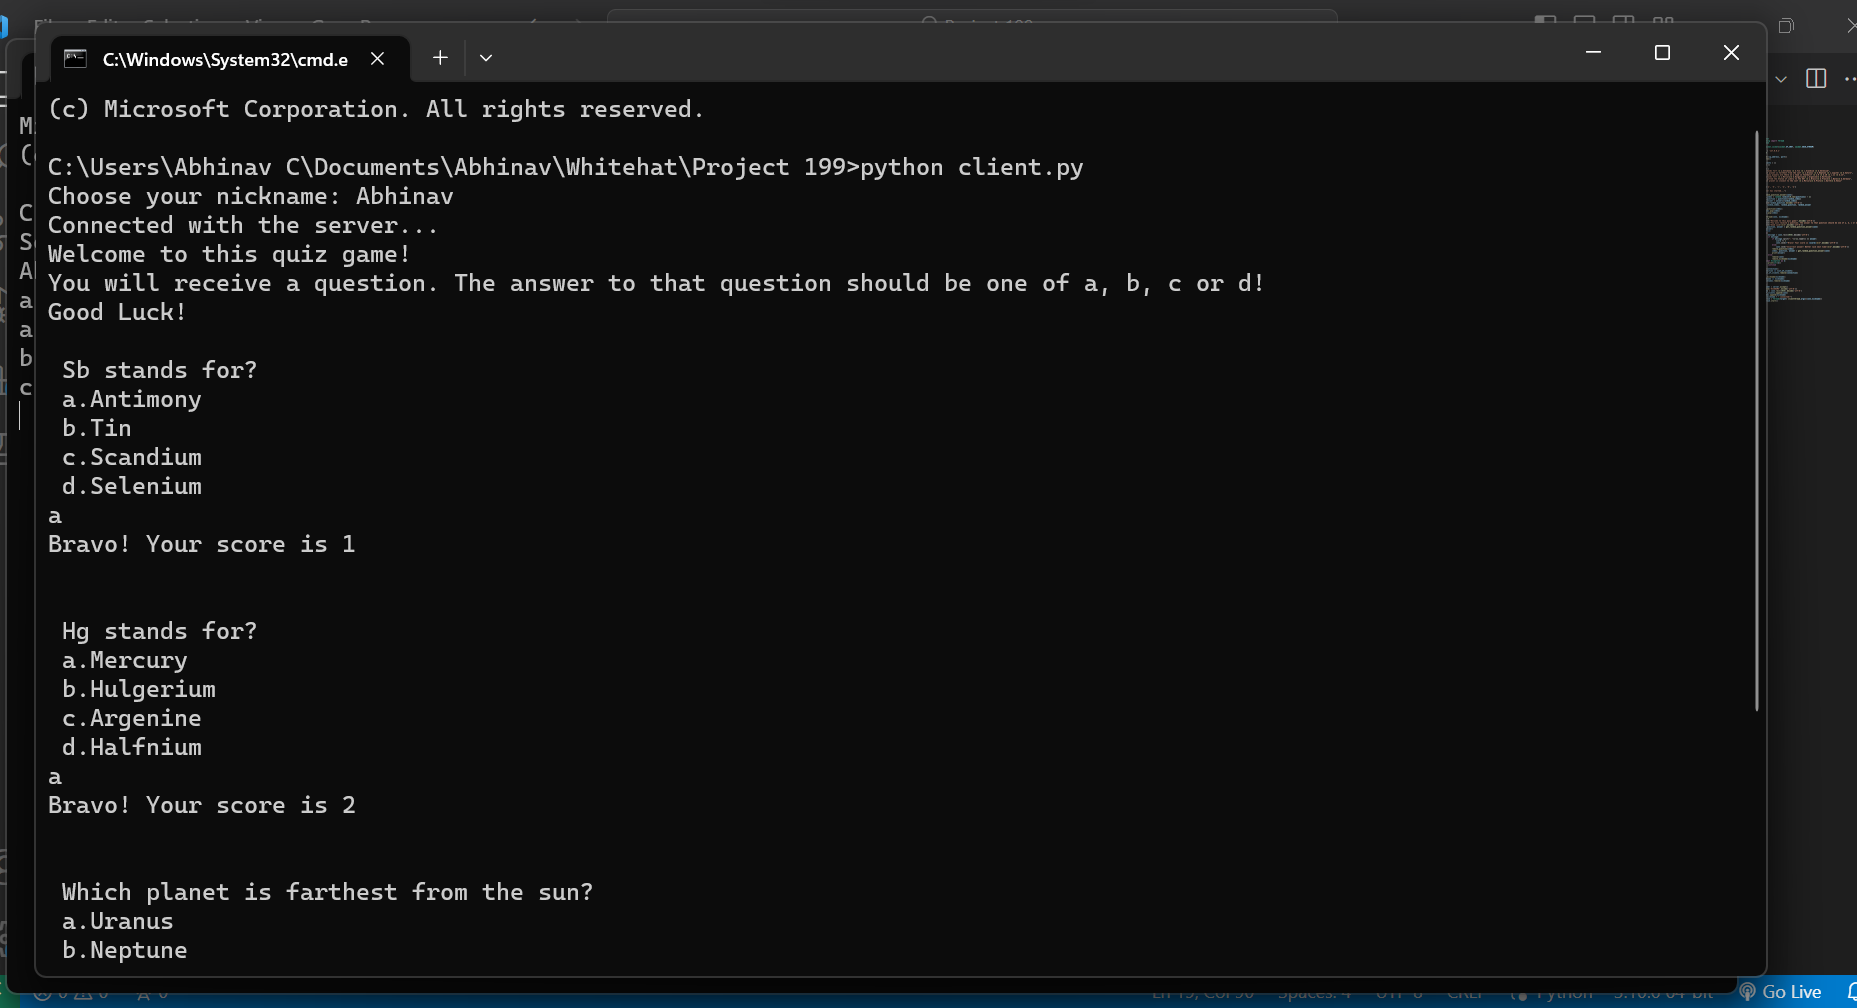 C:\Windows\System32\cmd.e
(c) Microsoft Corporation. All rights reserved.
C:\Users\Abhinav C\Documents\Abhinav\Whitehat\Project 199>python client.py
Choose your nickname: Abhinav
Connected with the server...
Welcome to this quiz game!
You will receive a question. The answer to that question should be one of a, b, c or d!
Good Luck!
Sb stands for?
a.Antimony
b.Tin
c.Scandium
d.Selenium
a
Bravo! Your score is 1
Hg stands for?
a.Mercury
b.Hulgerium
c.Argenine
d.Halfnium
a
Bravo! Your score is 2
Which planet is farthest from the sun?
a.Uranus
b.Neptune
Go Live